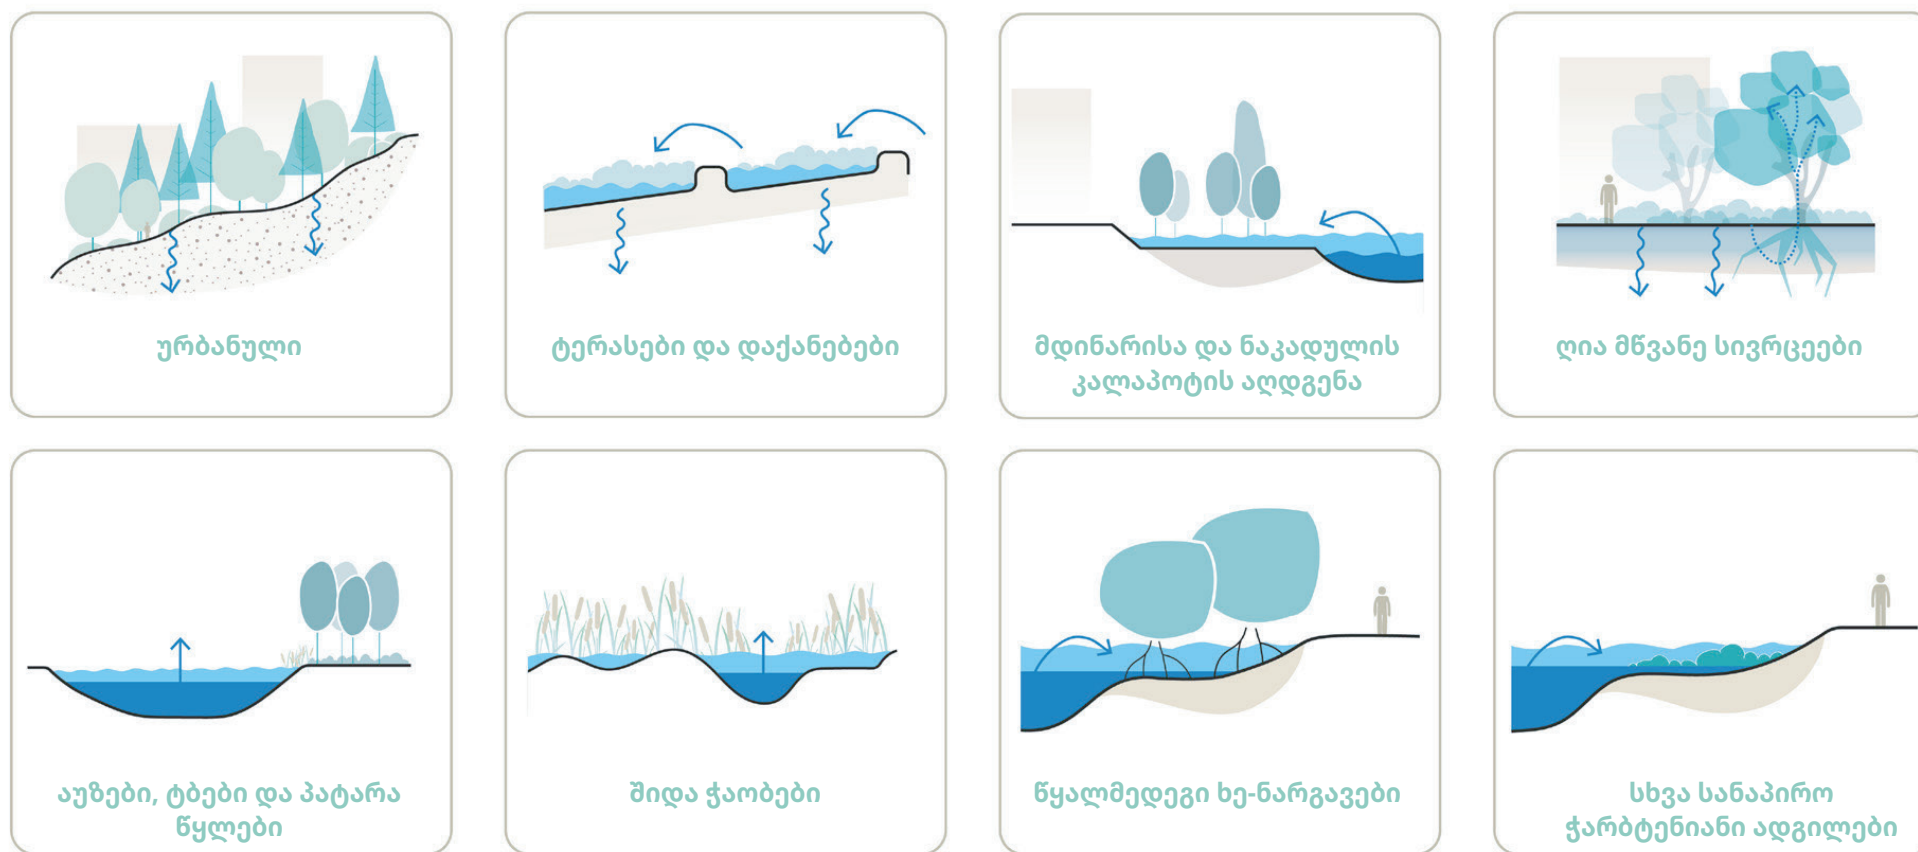 ურბანული
ტერასები და დაქანებები
მდინარისა და ნაკადულის
კალაპოტის აღდგენა
ღია მწვანე სივრცეები
აუზები, ტბები და პატარა
წყლები
შიდა ჭაობები
წყალმედეგი ხე-ნარგავები
სხვა სანაპირო
ჭარბტენიანი ადგილები